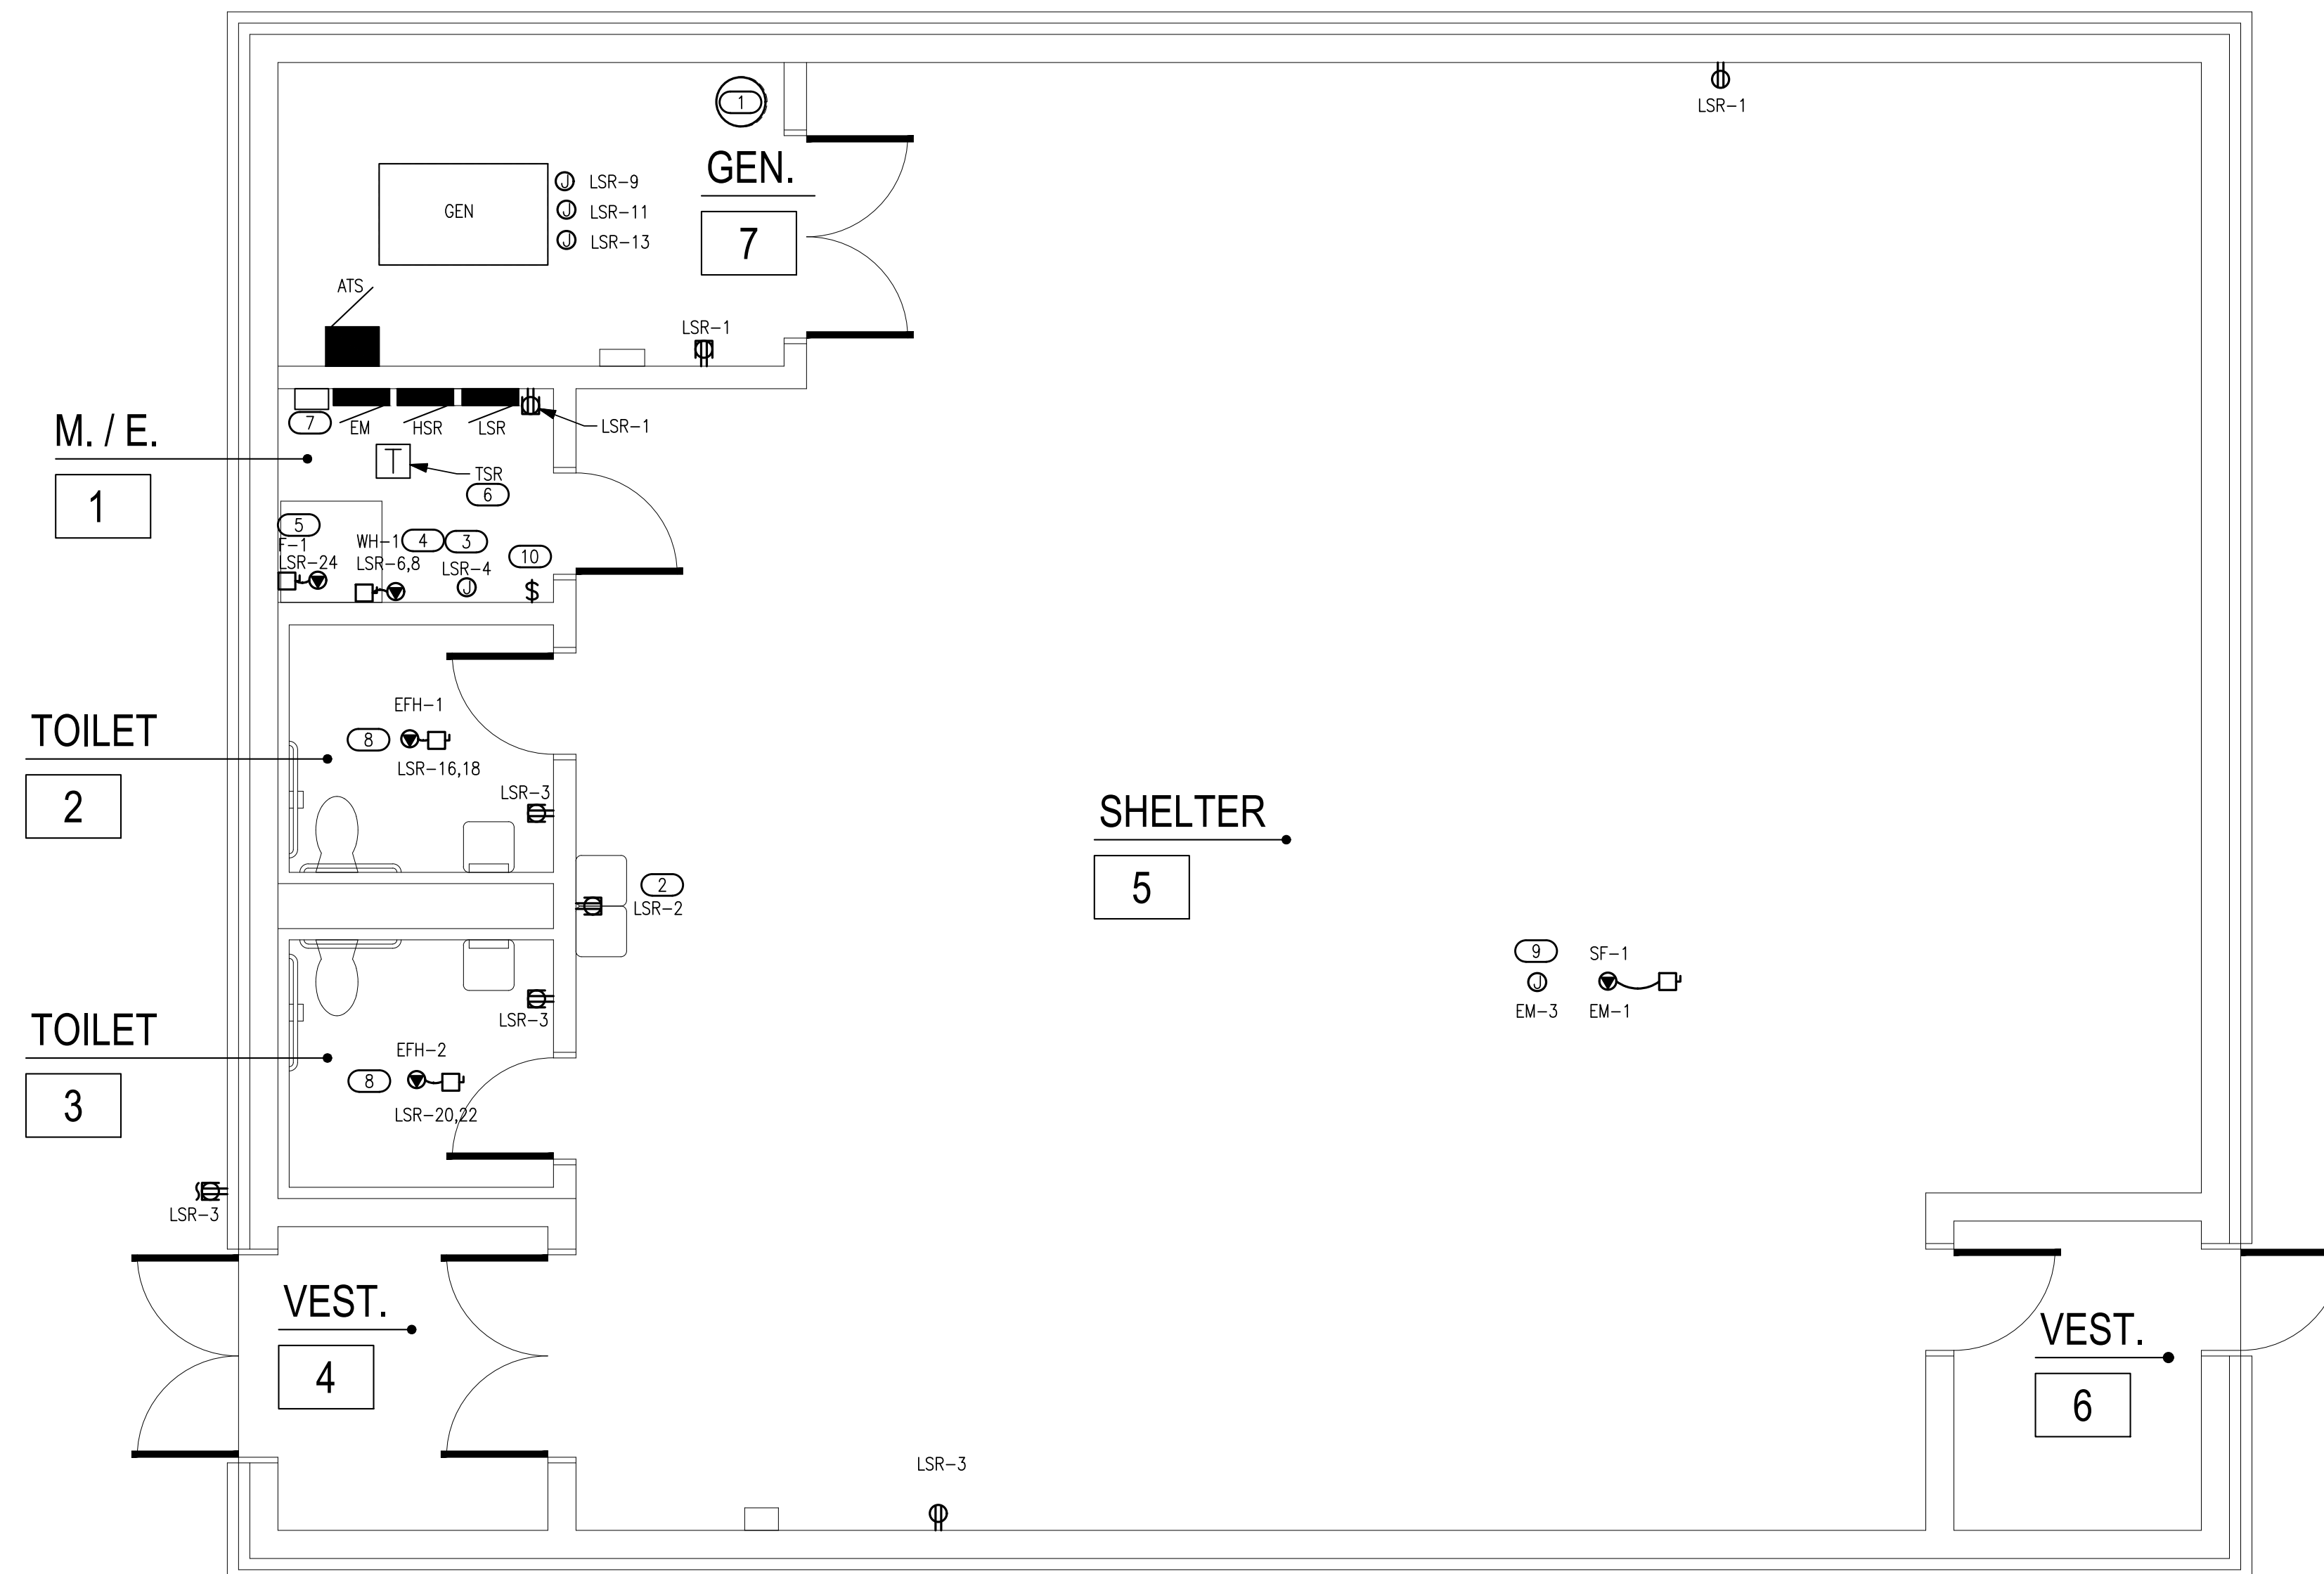 LSR-1
1
GEN.
7
GEN
J LSR-9
J LSR-11
J LSR-13
ATS
LSR-1
M. / E.
1
7
EM
HSR
LSR
LSR-1
T
TSR
6
5
F-1
LSR-24
WH-1
4
3
LSR-6,8
LSR-4
J
10
$
TOILET
2
EFH-1
8
LSR-16,18
LSR-3
2
LSR-2
SHELTER
5
9
SF-1
J
EM-3
EM-1
TOILET
3
LSR-3
EFH-2
8
LSR-20,22
LSR-3
VEST.
4
VEST.
6
LSR-3